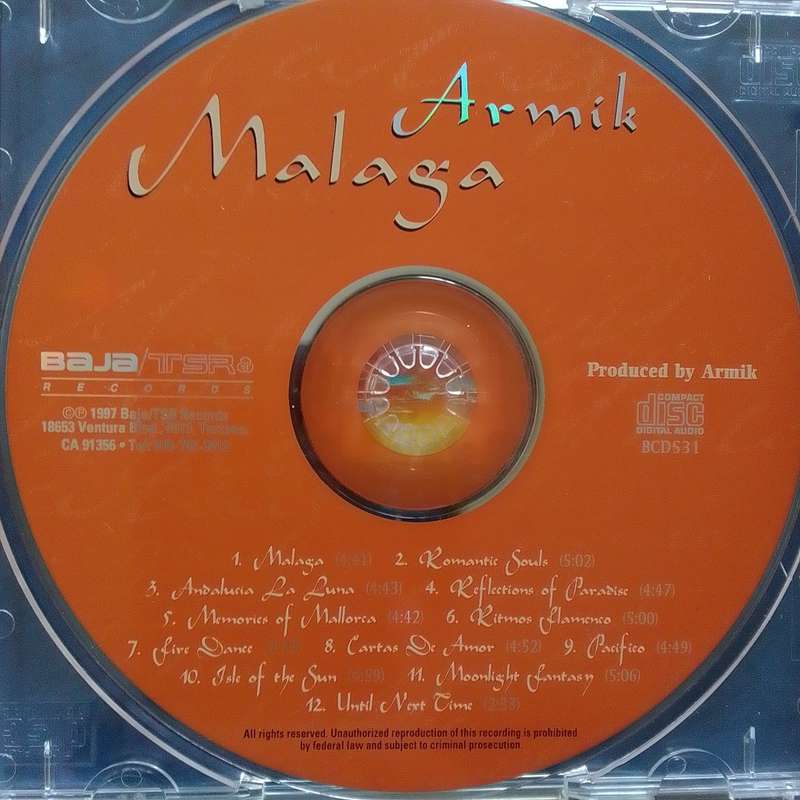 Armik
Malaga
BAJA/TSR
RECORDS
Produced by Armik
©℗ 1997 Baja/TSR Records
18653 Ventura Blvd.
CA 91356 •
COMPACT
disc
DIGITAL AUDIO
BCD531
1. Malaga (4:41) 2. Romantic Souls (5:02)
3. Andalucia La Luna (4:43) 4. Reflections of Paradise (4:47)
5. Memories of Mallorca (4:42) 6. Ritmos Flamenco (5:00)
7. Fire Dance 8. Cartas De Amor (4:52) 9. Pacifico (4:49)
10. Isle of the Sun 11. Moonlight Fantasy (5:06)
12. Until Next Time
All rights reserved. Unauthorized reproduction of this recording is prohibited
by federal law and subject to criminal prosecution.